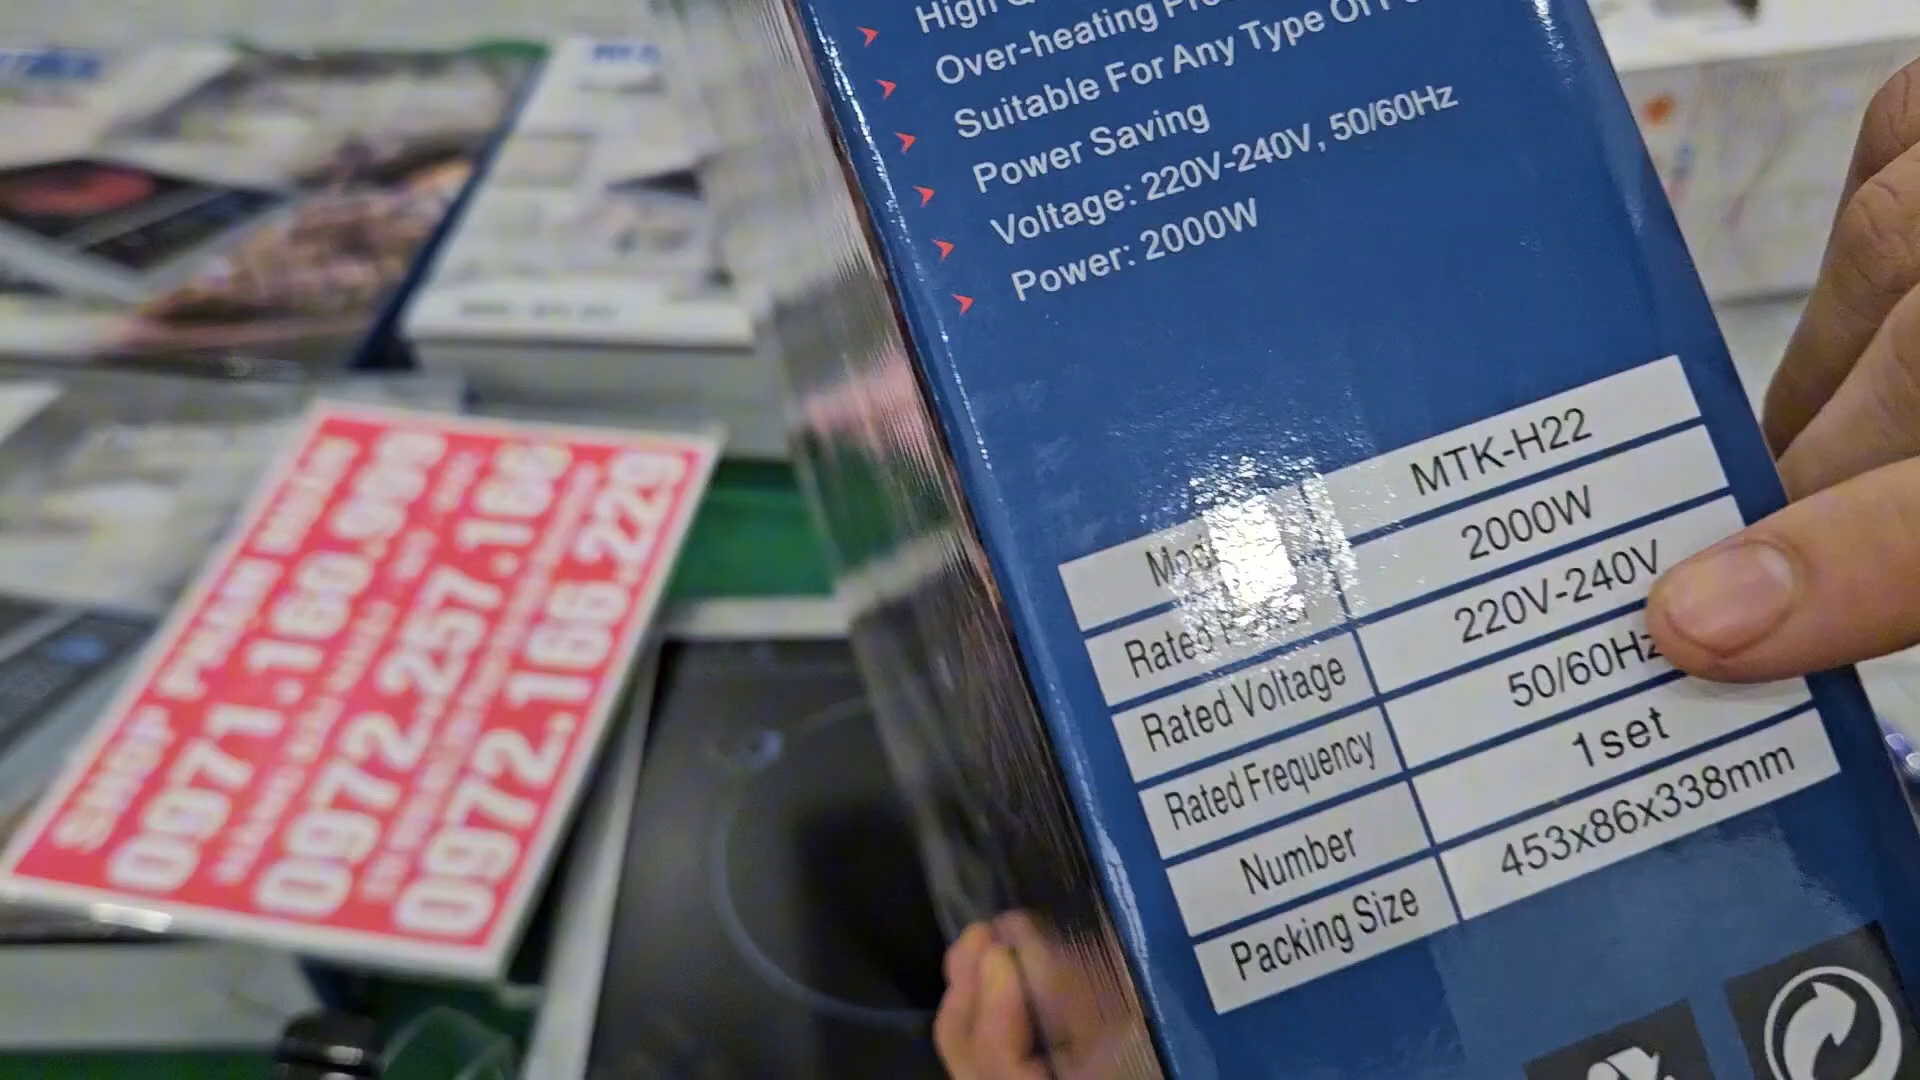 High
Over-heating
Suitable For Any Type Of
Power Saving
Voltage: 220V-240V, 50/60Hz
Power: 2000W
MTK-H22
Rated 2000W
Rated Voltage 220V-240V
Rated Frequency 50/60Hz
Number 1set
Packing Size 453x86x338mm
SHOP
0971.160.999
0972.257.166
0972.166.229